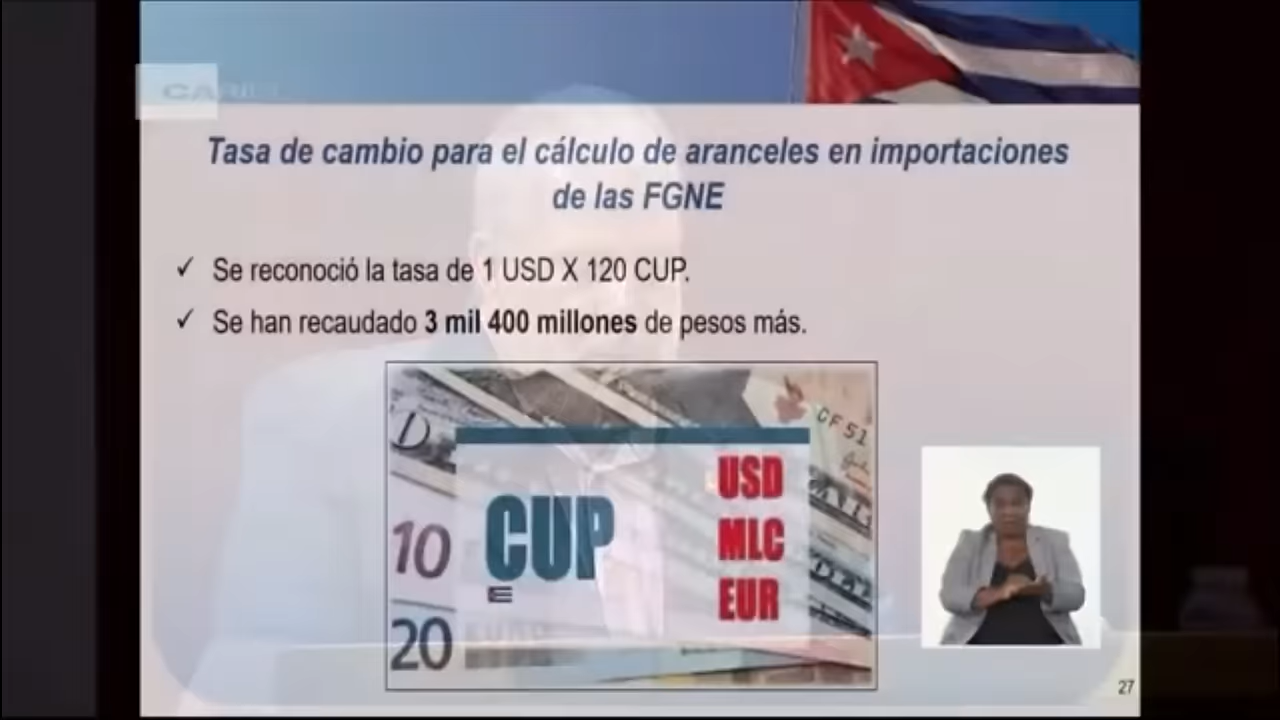 Tasa de cambio para el cálculo de aranceles en importaciones
de las FGNE
✓ Se reconoció la tasa de 1 USD X 120 CUP.
✓ Se han recaudado 3 mil 400 millones de pesos más.
CF 51
10
CUP
USD
MLC
EUR
20
27